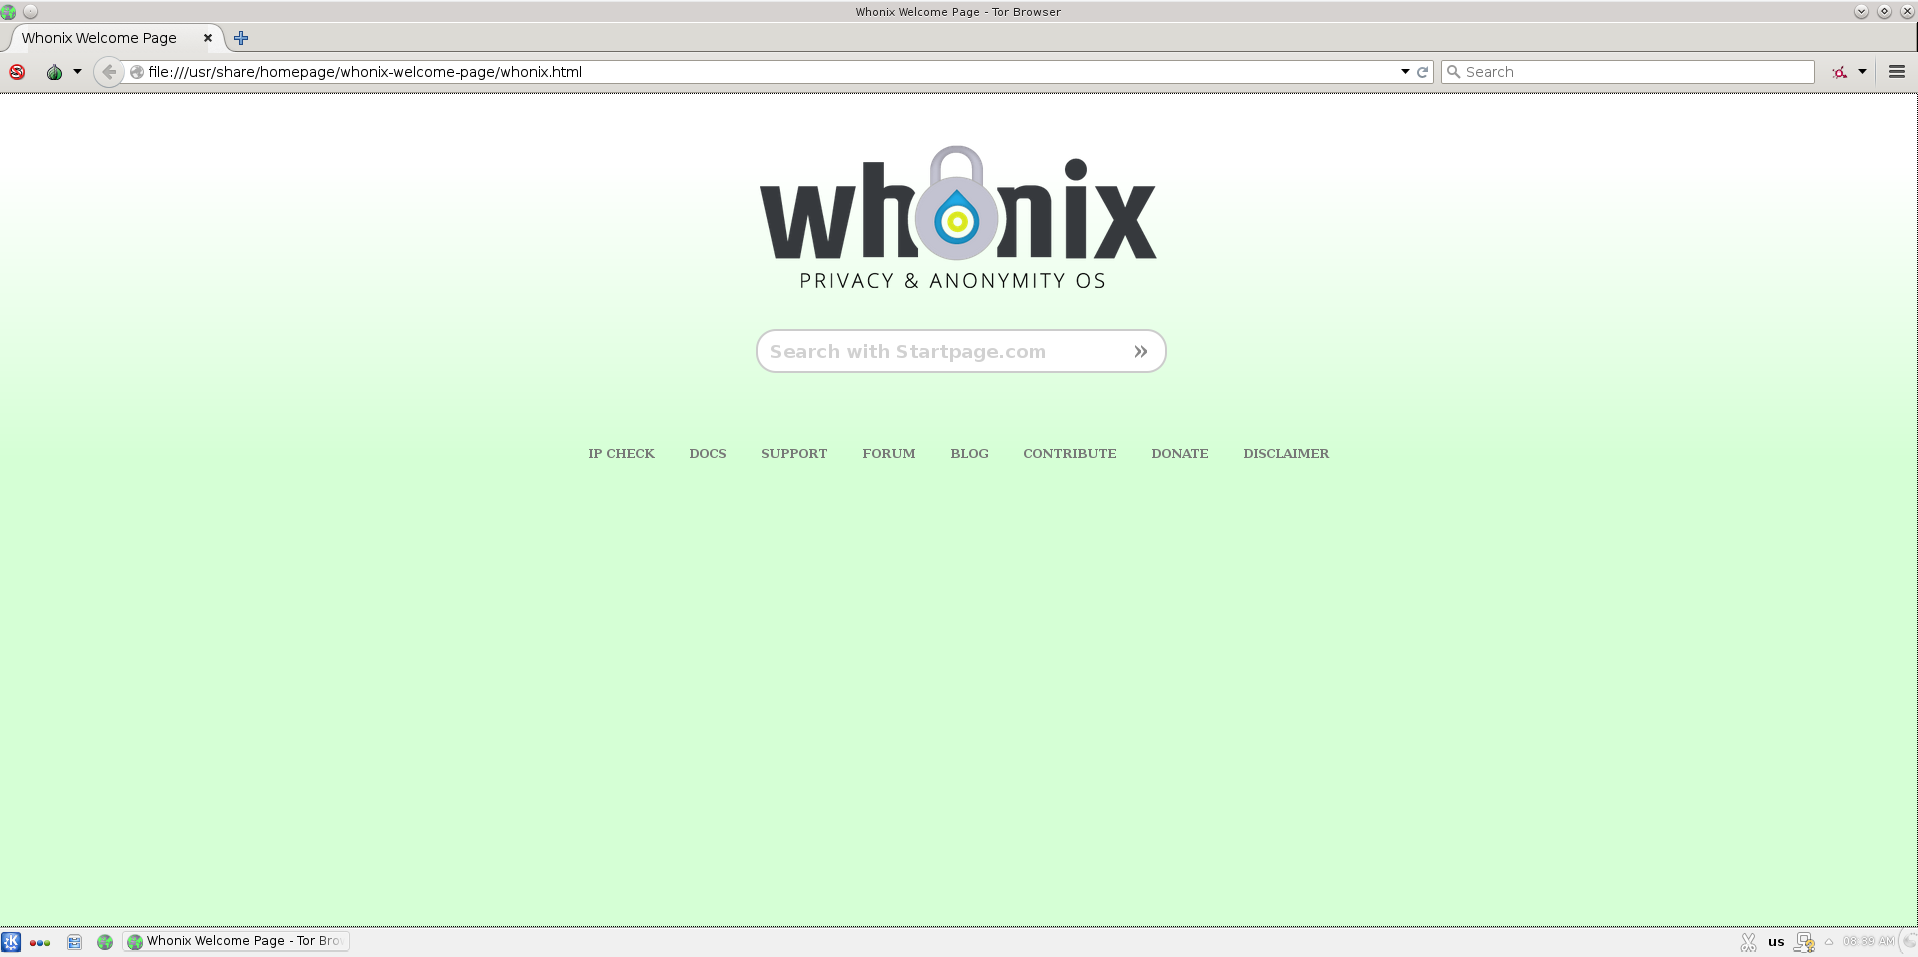 Whonix Welcome Page - Tor Browser
Whonix Welcome Page
file:///usr/share/homepage/whonix-welcome-page/whonix.html
Search
whonix
PRIVACY & ANONYMITY OS
Search with Startpage.com »
IP CHECK DOCS SUPPORT FORUM BLOG CONTRIBUTE DONATE DISCLAIMER
Whonix Welcome Page - Tor Bro
us
08:39 AM